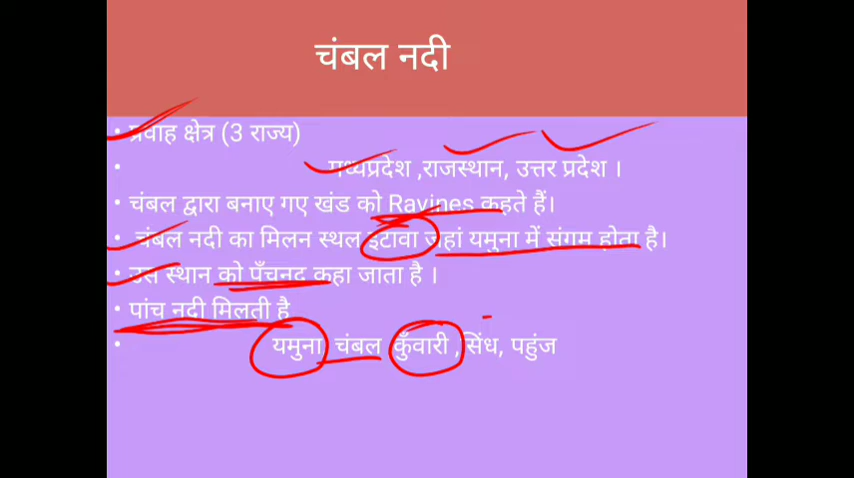 चंबल नदी
• प्रवाह क्षेत्र (3 राज्य)
• मध्यप्रदेश ,राजस्थान, उत्तर प्रदेश ।
• चंबल द्वारा बनाए गए खंड को Ravines कहते हैं।
• चंबल नदी का मिलन स्थल इटावा जहां यमुना में संगम होता है।
• उस स्थान को पँचनद कहा जाता है ।
• पांच नदी मिलती है
• यमुना चंबल कुँवारी ,सिंध, पहुंज